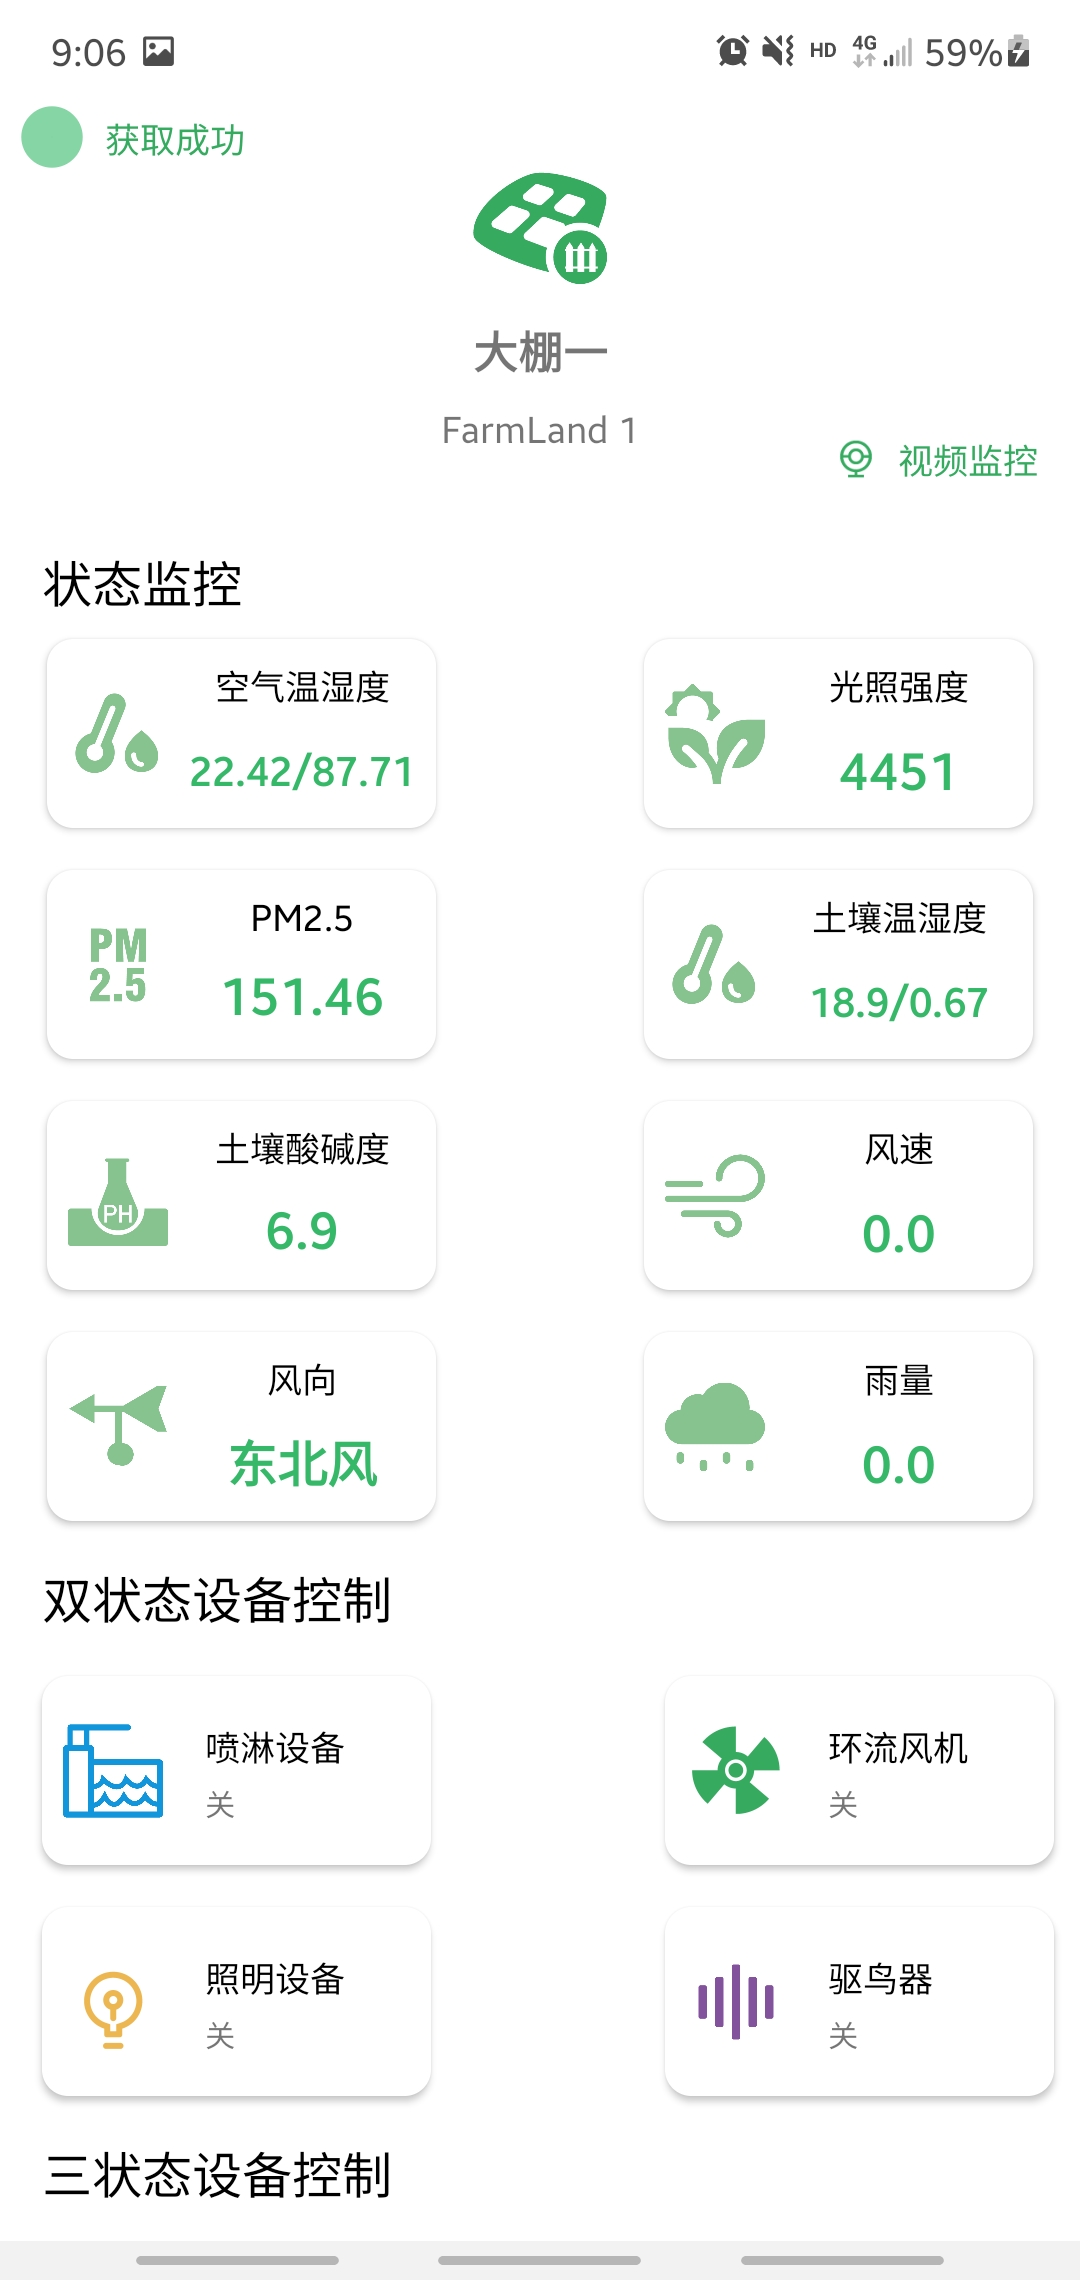 9:06
HD 4G 59%
获取成功
大棚一
FarmLand 1
视频监控
状态监控
空气温湿度
22.42/87.71
光照强度
4451
PM
2.5
PM2.5
151.46
土壤温湿度
18.9/0.67
PH
土壤酸碱度
6.9
风速
0.0
风向
东北风
雨量
0.0
双状态设备控制
喷淋设备
关
环流风机
关
照明设备
关
驱鸟器
关
三状态设备控制